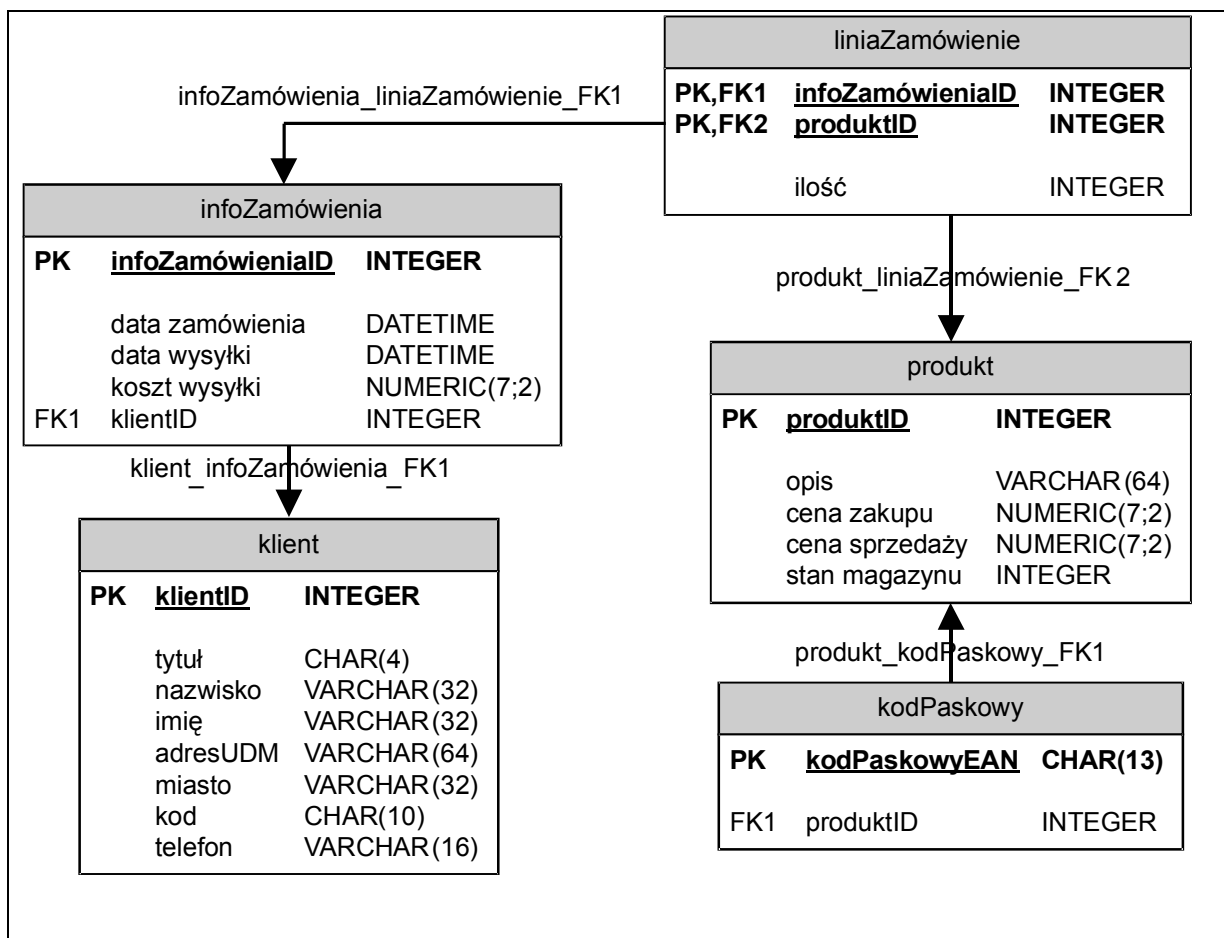 liniaZamówienie
PK,FK1 infoZamówieniaID INTEGER
PK,FK2 produktID INTEGER
ilość INTEGER
infoZamówienia_liniaZamówienie_FK1
infoZamówienia
PK infoZamówieniaID INTEGER
data zamówienia DATETIME
data wysyłki DATETIME
koszt wysyłki NUMERIC(7;2)
FK1 klientID INTEGER
produkt_liniaZamówienie_FK2
produkt
PK produktID INTEGER
opis VARCHAR(64)
cena zakupu NUMERIC(7;2)
cena sprzedaży NUMERIC(7;2)
stan magazynu INTEGER
klient_infoZamówienia_FK1
klient
PK klientID INTEGER
tytuł CHAR(4)
nazwisko VARCHAR(32)
imię VARCHAR(32)
adresUDM VARCHAR(64)
miasto VARCHAR(32)
kod CHAR(10)
telefon VARCHAR(16)
produkt_kodPaskowy_FK1
kodPaskowy
PK kodPaskowyEAN CHAR(13)
FK1 produktID INTEGER